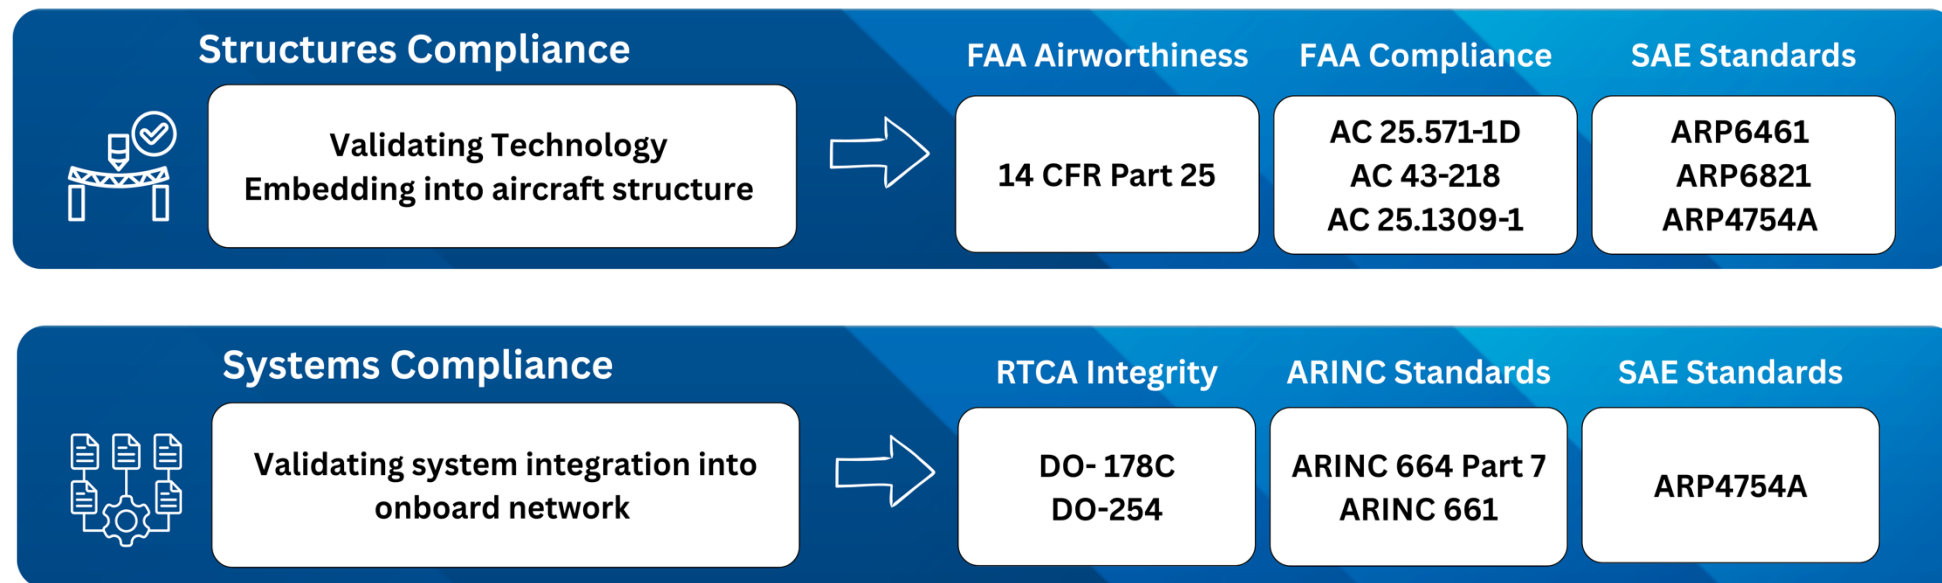 Structures Compliance
Validating Technology
Embedding into aircraft structure
FAA Airworthiness
14 CFR Part 25
FAA Compliance
AC 25.571-1D
AC 43-218
AC 25.1309-1
SAE Standards
ARP6461
ARP6821
ARP4754A
Systems Compliance
Validating system integration into
onboard network
RTCA Integrity
DO- 178C
DO-254
ARINC Standards
ARINC 664 Part 7
ARINC 661
SAE Standards
ARP4754A